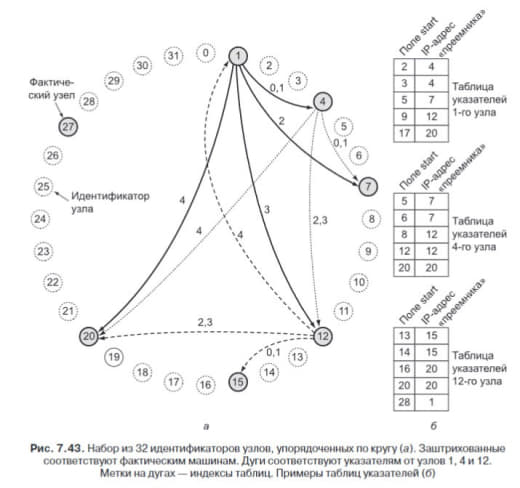 0
1
2
3
4
5
6
7
8
9
10
11
12
13
14
15
16
17
18
19
20
21
22
23
24
25
26
27
28
29
30
31
Фактиче-
ский узел
Идентификатор
узла
0,1
2
0,1
4
3
4
4
2,3
2,3
0,1
а
Поле start
IP-адрес
«преемника»
2 4
3 4
5 7
9 12
17 20
Таблица
указателей
1-го узла
Поле start
IP-адрес
«преемника»
5 7
6 7
8 12
12 12
20 20
Таблица
указателей
4-го узла
Поле start
IP-адрес
«преемника»
13 15
14 15
16 20
20 20
28 1
Таблица
указателей
12-го узла
б
Рис. 7.43. Набор из 32 идентификаторов узлов, упорядоченных по кругу (а). Заштрихованные
соответствуют фактическим машинам. Дуги соответствуют указателям от узлов 1, 4 и 12.
Метки на дугах — индексы таблиц. Примеры таблиц указателей (б)